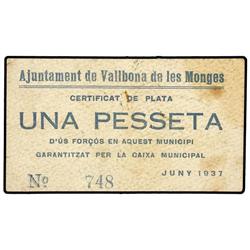 Ajuntament de Vallbona de les Monges
CERTIFICAT DE PLATA
UNA PESSETA
D'ÚS FORÇÓS EN AQUEST MUNICIPI
GARANTITZAT PER LA CAIXA MUNICIPAL
Nº 748
JUNY 1937